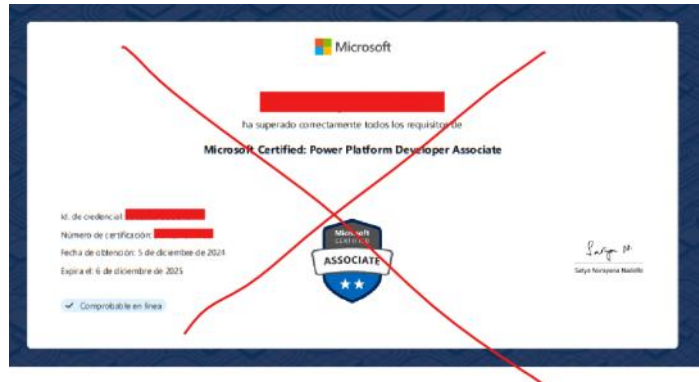 Microsoft
ha superado correctamente todos los requisitos de
Microsoft Certified: Power Platform Developer Associate
Id. de credencial:
Número de certificación:
Fecha de obtención: 5 de diciembre de 2024
Expira el: 6 de diciembre de 2025
Comprobable en línea
Microsoft
CERTIFIED
ASSOCIATE
Satya N.
Satya Narayana Nadella